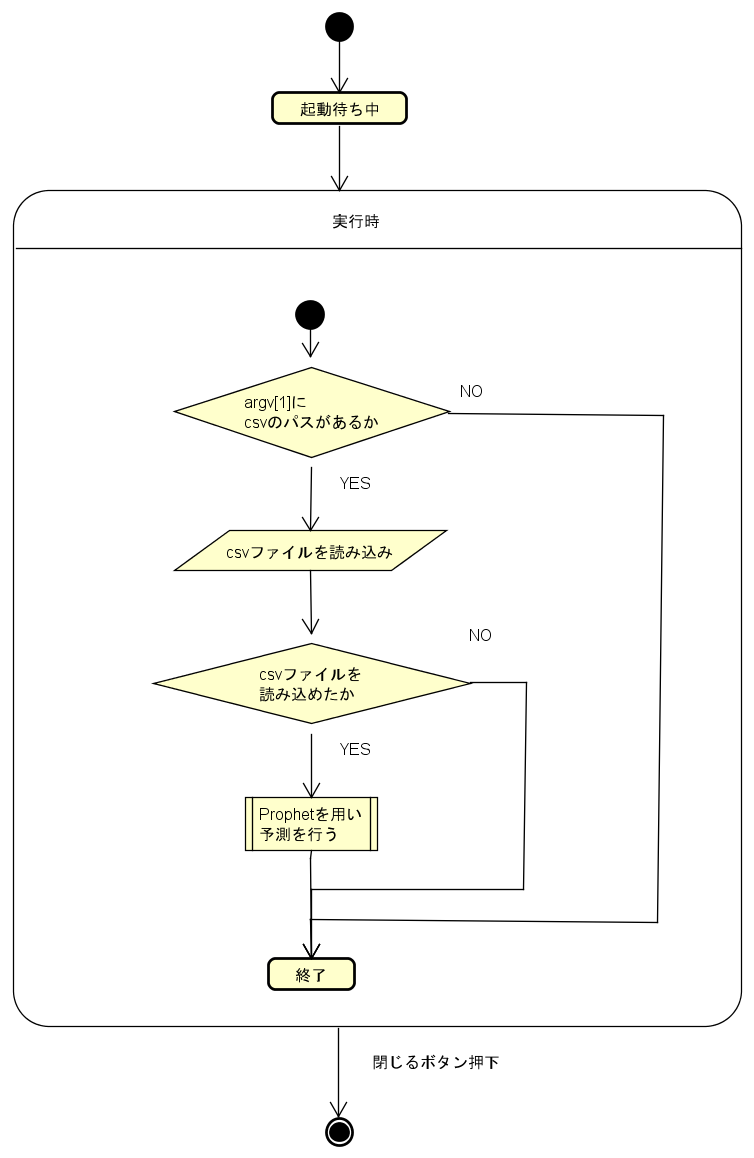 起動待ち中
実行時
argv[1]に
csvのパスがあるか
NO
YES
csvファイルを読み込み
NO
csvファイルを
読み込めたか
YES
Prophetを用い
予測を行う
終了
閉じるボタン押下